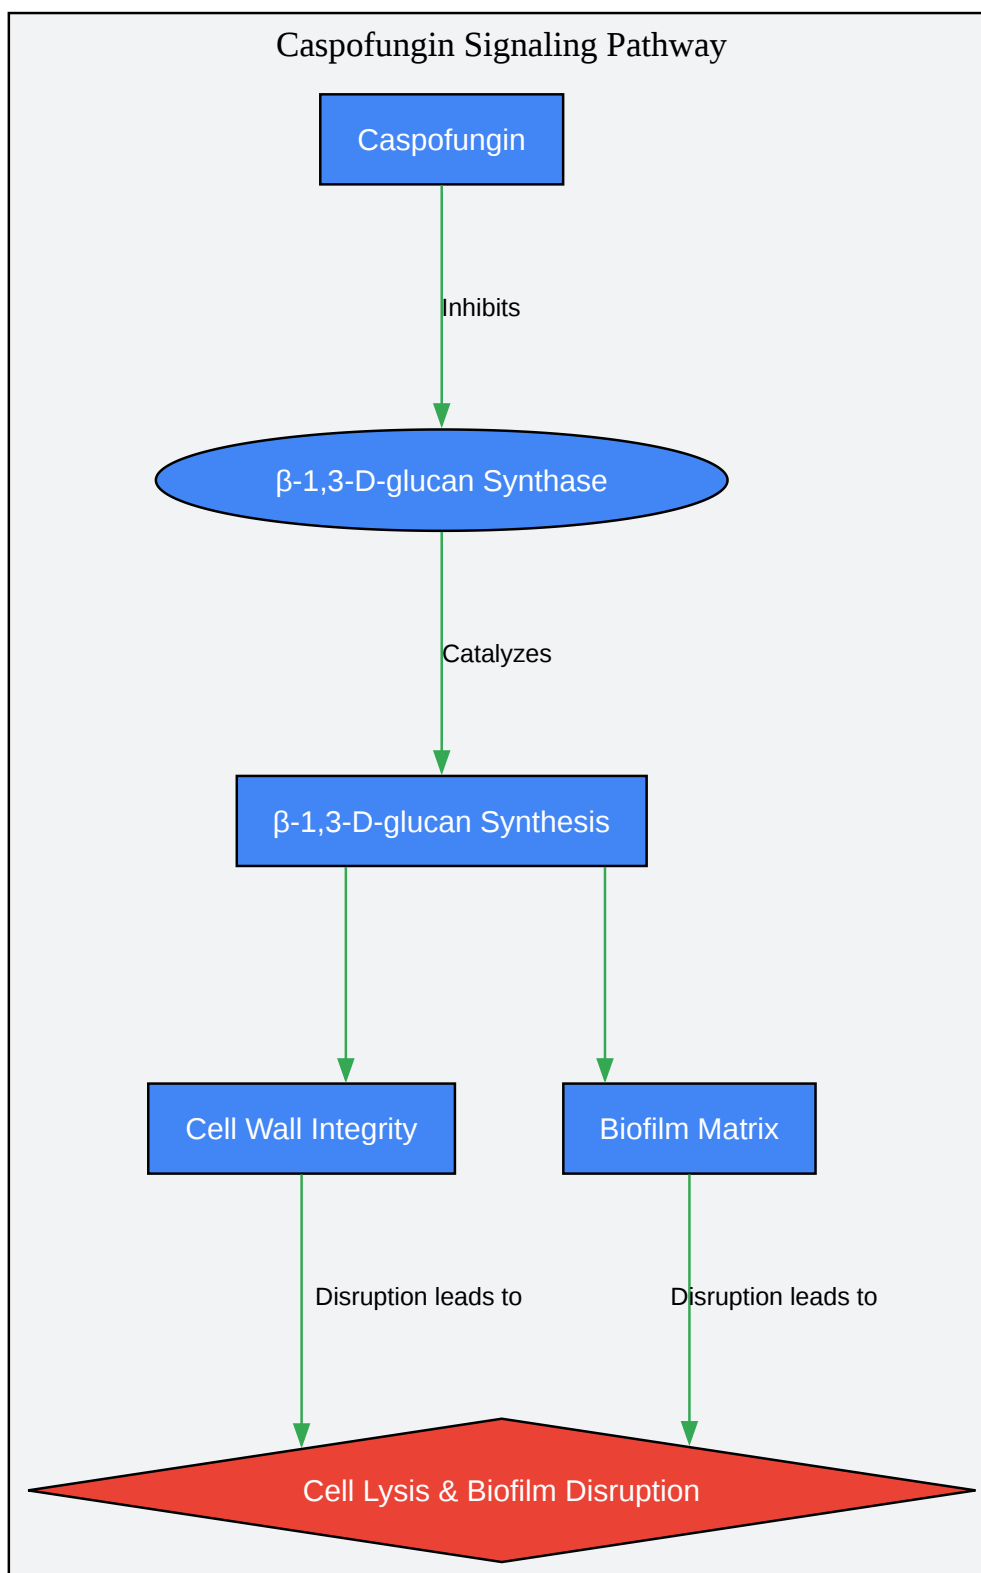 Caspofungin Signaling Pathway
Caspofungin
Inhibits
β-1,3-D-glucan Synthase
Catalyzes
β-1,3-D-glucan Synthesis
Cell Wall Integrity
Biofilm Matrix
Disruption leads to
Disruption leads to
Cell Lysis & Biofilm Disruption